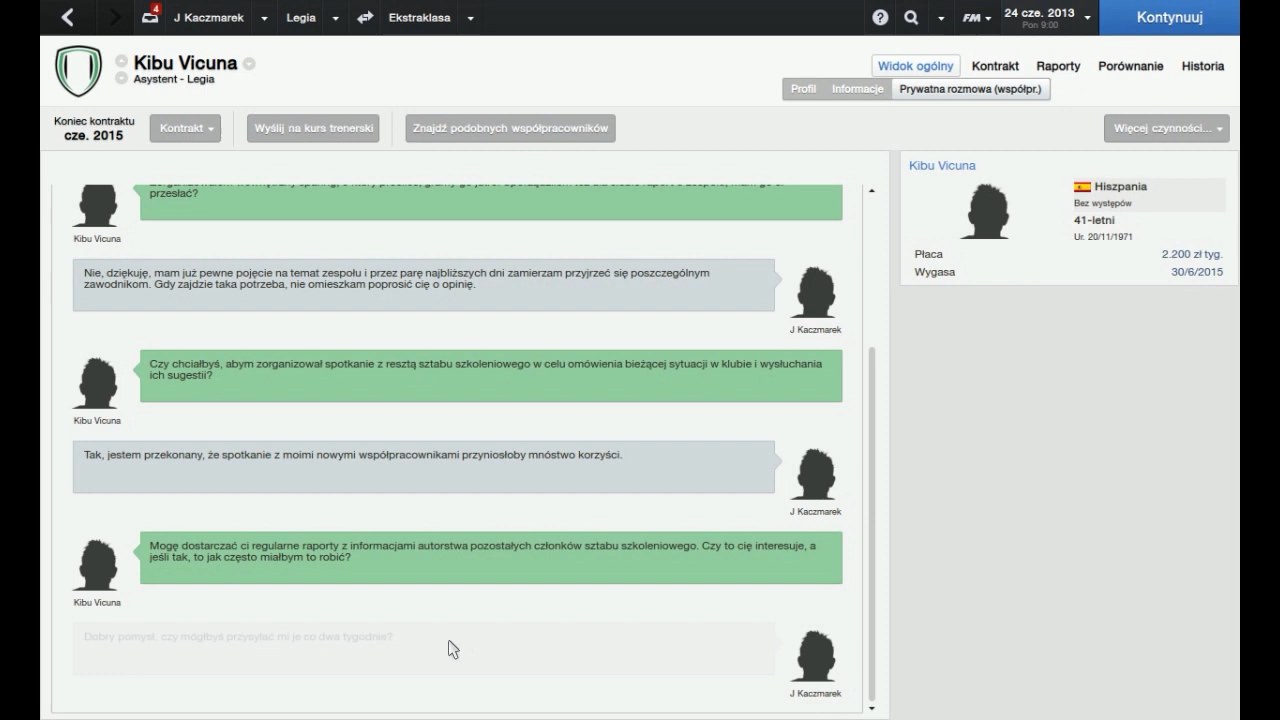 4
J Kaczmarek
Legia
Ekstraklasa
?
FM
24 cze. 2013
Pon 9:00
Kontynuuj
Kibu Vicuna
Asystent - Legia
Widok ogólny
Kontrakt
Raporty
Porównanie
Historia
Profil
Informacje
Prywatna rozmowa (współpr.)
Koniec kontraktu
cze. 2015
Kontrakt
Wyślij na kurs trenerski
Znajdź podobnych współpracowników
Więcej czynności...
przesłać?
Kibu Vicuna
Nie, dziękuję, mam już pewne pojęcie na temat zespołu i przez parę najbliższych dni zamierzam przyjrzeć się poszczególnym
zawodnikom. Gdy zajdzie taka potrzeba, nie omieszkam poprosić cię o opinię.
J Kaczmarek
Czy chciałbyś, abym zorganizował spotkanie z resztą sztabu szkoleniowego w celu omówienia bieżącej sytuacji w klubie i wysłuchania
ich sugestii?
Kibu Vicuna
Tak, jestem przekonany, że spotkanie z moimi nowymi współpracownikami przyniosłoby mnóstwo korzyści.
J Kaczmarek
Mogę dostarczać ci regularne raporty z informacjami autorstwa pozostałych członków sztabu szkoleniowego. Czy to cię interesuje, a
jeśli tak, to jak często miałbym to robić?
Kibu Vicuna
Dobry pomysł, czy mógłbyś przysyłać mi je co dwa tygodnie?
J Kaczmarek
Kibu Vicuna
Hiszpania
Bez występów
41-letni
Ur. 20/11/1971
Płaca
2.200 zł tyg.
Wygasa
30/6/2015